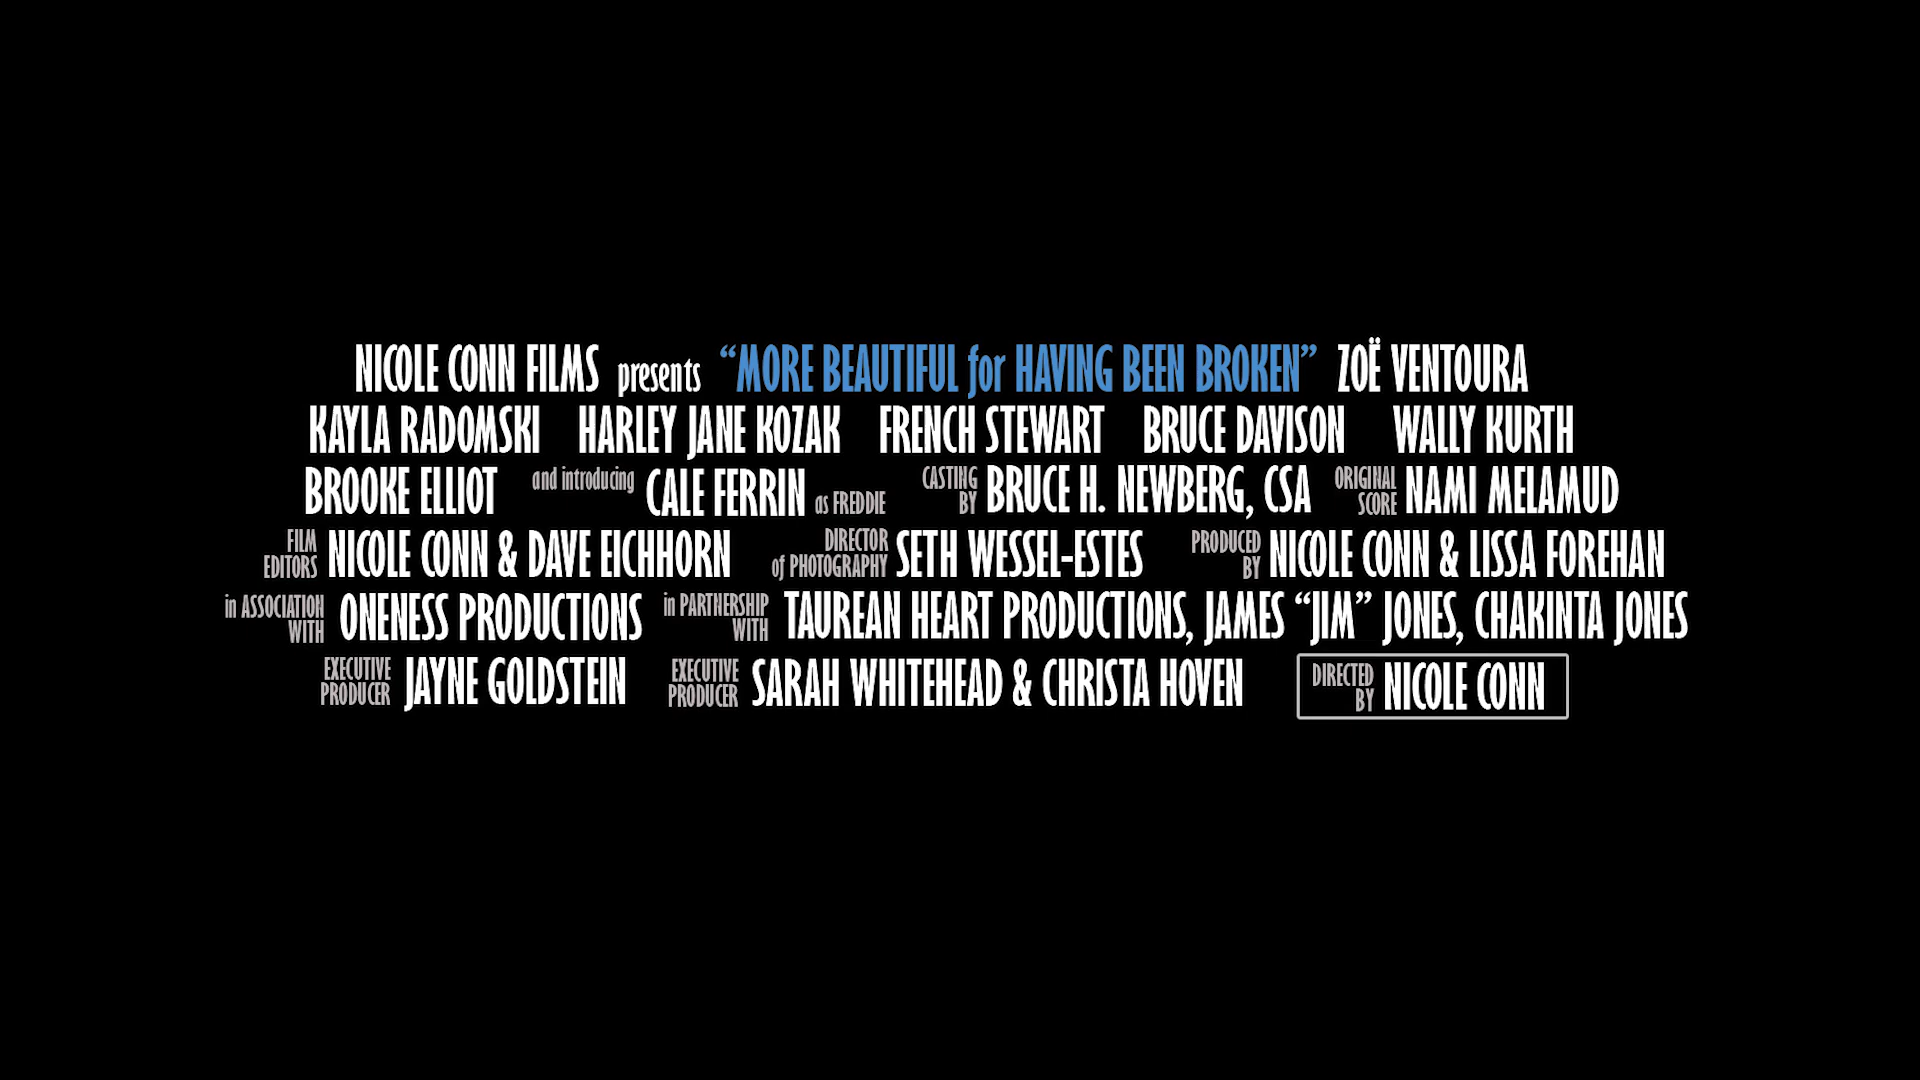 NICOLE CONN FILMS presents “MORE BEAUTIFUL for HAVING BEEN BROKEN” ZOË VENTOURA
KAYLA RADOMSKI HARLEY JANE KOZAK FRENCH STEWART BRUCE DAVISON WALLY KURTH
BROOKE ELLIOT and introducing CALE FERRIN as FREDDIE CASTING BY BRUCE H. NEWBERG, CSA ORIGINAL SCORE NAMI MELAMUD
FILM EDITORS NICOLE CONN & DAVE EICHHORN DIRECTOR of PHOTOGRAPHY SETH WESSEL-ESTES PRODUCED BY NICOLE CONN & LISSA FOREHAN
in ASSOCIATION WITH ONENESS PRODUCTIONS in PARTNERSHIP WITH TAUREAN HEART PRODUCTIONS, JAMES “JIM” JONES, CHAKINTA JONES
EXECUTIVE PRODUCER JAYNE GOLDSTEIN EXECUTIVE PRODUCER SARAH WHITEHEAD & CHRISTA HOVEN DIRECTED BY NICOLE CONN